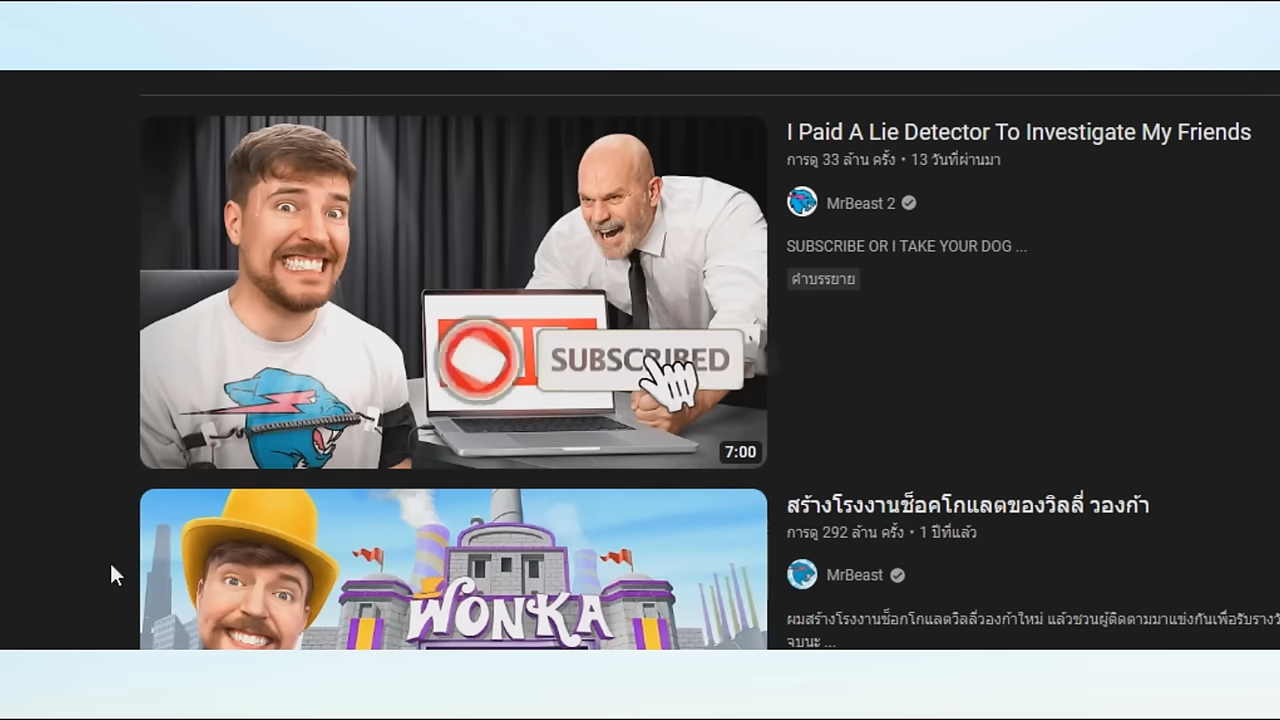 I Paid A Lie Detector To Investigate My Friends
การดู 33 ล้าน ครั้ง • 13 วันที่ผ่านมา
MrBeast 2
SUBSCRIBE OR I TAKE YOUR DOG ...
คำบรรยาย
SUBSCRIBED
7:00
สร้างโรงงานช็อคโกแลตของวิลลี่ วองก้า
การดู 292 ล้าน ครั้ง • 1 ปีที่แล้ว
MrBeast
WONKA
ผมสร้างโรงงานช็อกโกแลตวิลลี่วองก้าใหม่ แล้วชวนผู้ติดตามมาแข่งกันเพื่อรับรางวั
จบนะ ...